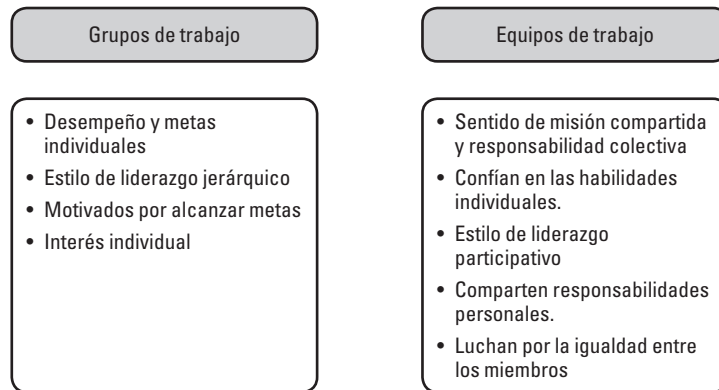 Grupos de trabajo
• Desempeño y metas
individuales
• Estilo de liderazgo jerárquico
• Motivados por alcanzar metas
• Interés individual
Equipos de trabajo
• Sentido de misión compartida
y responsabilidad colectiva
• Confían en las habilidades
individuales.
• Estilo de liderazgo
participativo
• Comparten responsabilidades
personales.
• Luchan por la igualdad entre
los miembros